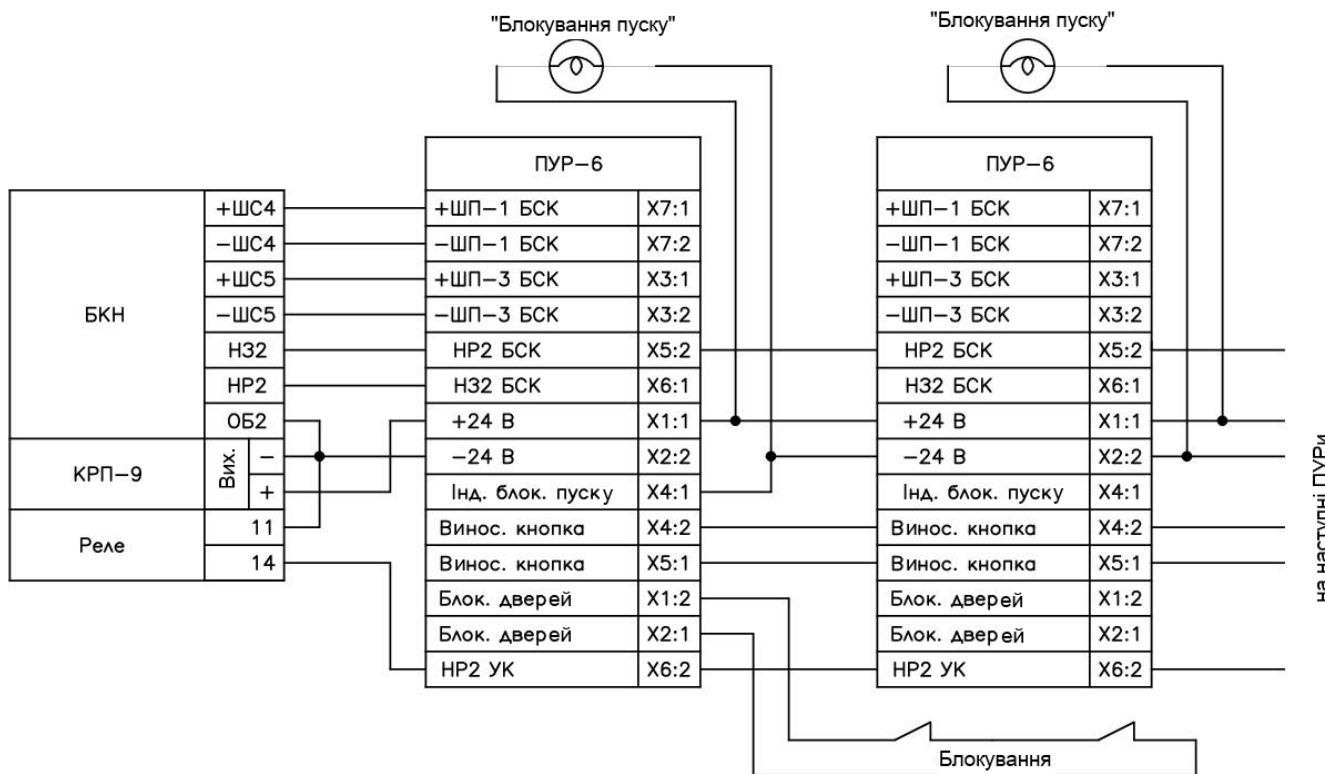 "Блокування пуску"
"Блокування пуску"
ПУР-6
ПУР-6
+ШС4
+ШП-1 БСК
X7:1
+ШП-1 БСК
X7:1
-ШС4
-ШП-1 БСК
X7:2
-ШП-1 БСК
X7:2
+ШС5
+ШП-3 БСК
X3:1
+ШП-3 БСК
X3:1
БКН
-ШС5
-ШП-3 БСК
X3:2
-ШП-3 БСК
X3:2
НЗ2
НР2 БСК
X5:2
НР2 БСК
X5:2
НР2
НЗ2 БСК
X6:1
НЗ2 БСК
X6:1
ОБ2
+24 В
X1:1
+24 В
X1:1
КРП-9
Вих.
-
-24 В
X2:2
-24 В
X2:2
+
Інд. блок. пуску
X4:1
Інд. блок. пуску
X4:1
Реле
11
Винос. кнопка
X4:2
Винос. кнопка
X4:2
14
Винос. кнопка
X5:1
Винос. кнопка
X5:1
Блок. дверей
X1:2
Блок. дверей
X1:2
Блок. дверей
X2:1
Блок. дверей
X2:1
НР2 УК
X6:2
НР2 УК
X6:2
на наступні ПУРи
Блокування